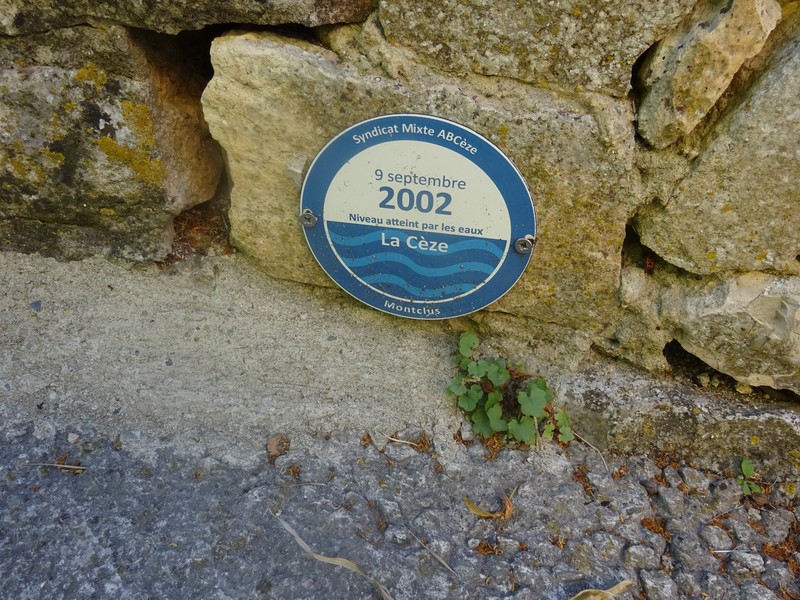 Syndicat Mixte ABCèze
9 septembre
2002
Niveau atteint par les eaux
La Cèze
Montclus